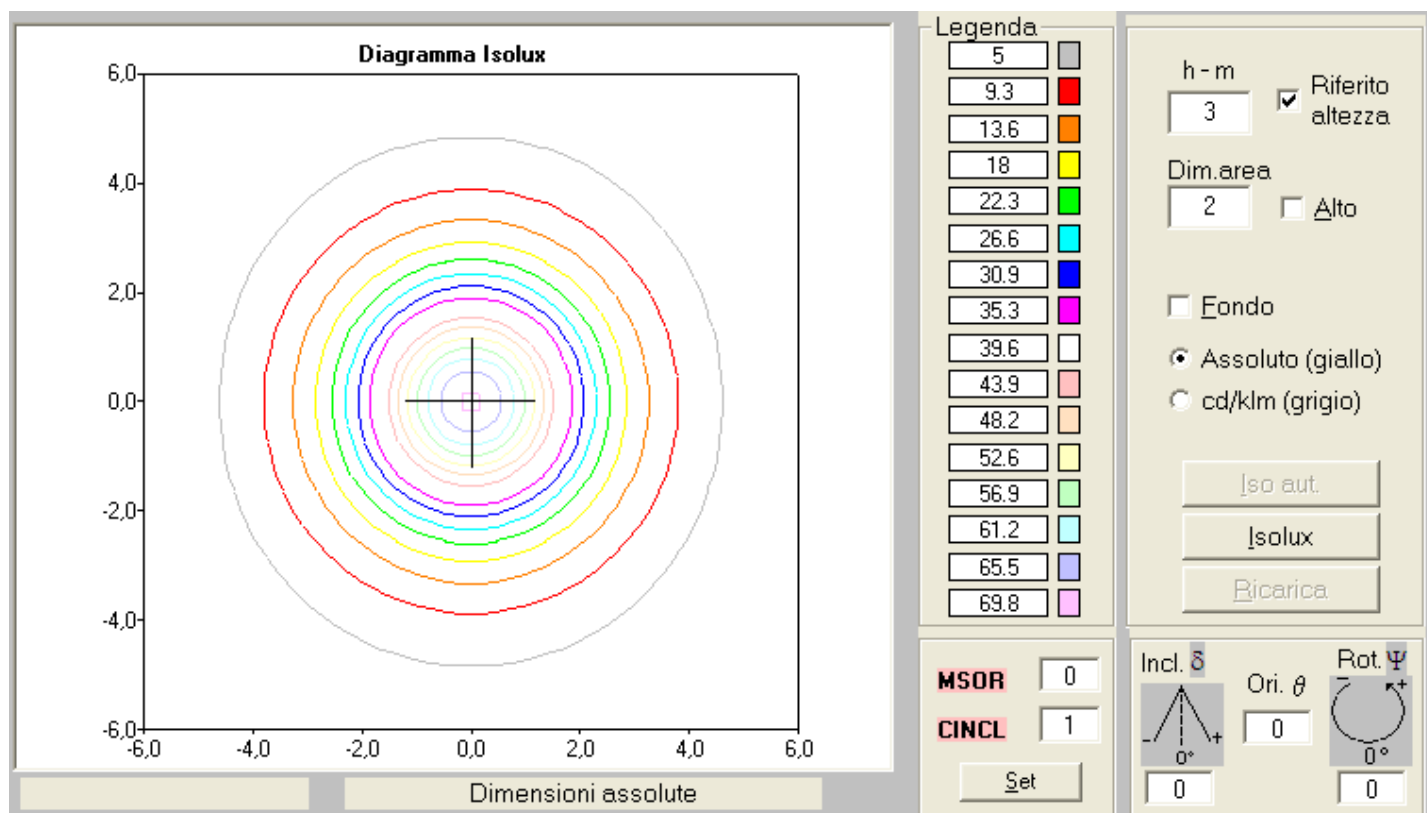 Diagramma Isolux
6,0
4,0
2,0
0,0
-2,0
-4,0
-6,0
-6,0 -4,0 -2,0 0,0 2,0 4,0 6,0
Dimensioni assolute
Legenda
5
9.3
13.6
18
22.3
26.6
30.9
35.3
39.6
43.9
48.2
52.6
56.9
61.2
65.5
69.8
h - m
3
Riferito
altezza
Dim.area
2
Alto
Fondo
Assoluto (giallo)
cd/klm (grigio)
Iso aut.
Isolux
Ricarica
MSOR 0
CINCL 1
Set
Incl. δ
- +
0°
0
Ori. θ
0
Rot. Ψ
- +
0°
0